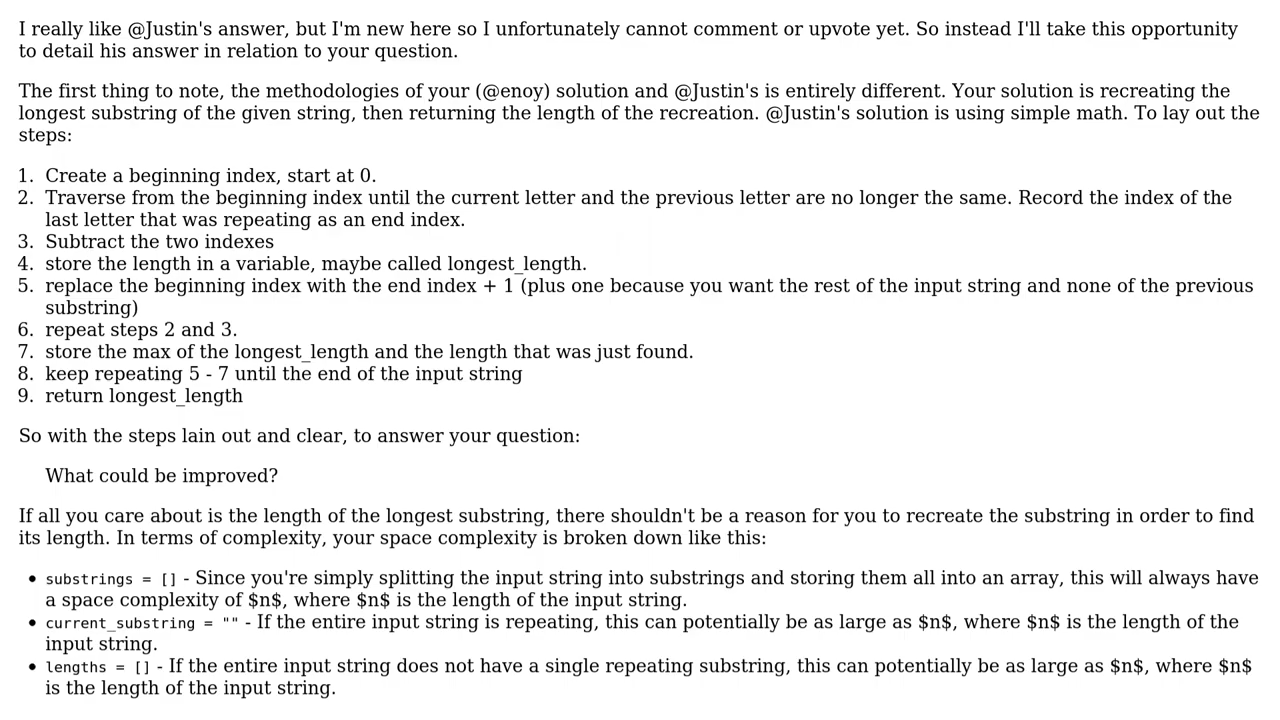 I really like @Justin's answer, but I'm new here so I unfortunately cannot comment or upvote yet. So instead I'll take this opportunity
to detail his answer in relation to your question.
The first thing to note, the methodologies of your (@enoy) solution and @Justin's is entirely different. Your solution is recreating the
longest substring of the given string, then returning the length of the recreation. @Justin's solution is using simple math. To lay out the
steps:
1. Create a beginning index, start at 0.
2. Traverse from the beginning index until the current letter and the previous letter are no longer the same. Record the index of the
last letter that was repeating as an end index.
3. Subtract the two indexes
4. store the length in a variable, maybe called longest_length.
5. replace the beginning index with the end index + 1 (plus one because you want the rest of the input string and none of the previous
substring)
6. repeat steps 2 and 3.
7. store the max of the longest_length and the length that was just found.
8. keep repeating 5 - 7 until the end of the input string
9. return longest_length
So with the steps lain out and clear, to answer your question:
What could be improved?
If all you care about is the length of the longest substring, there shouldn't be a reason for you to recreate the substring in order to find
its length. In terms of complexity, your space complexity is broken down like this:
• substrings = [] - Since you're simply splitting the input string into substrings and storing them all into an array, this will always have
a space complexity of $n$, where $n$ is the length of the input string.
• current_substring = "" - If the entire input string is repeating, this can potentially be as large as $n$, where $n$ is the length of the
input string.
• lengths = [] - If the entire input string does not have a single repeating substring, this can potentially be as large as $n$, where $n$
is the length of the input string.